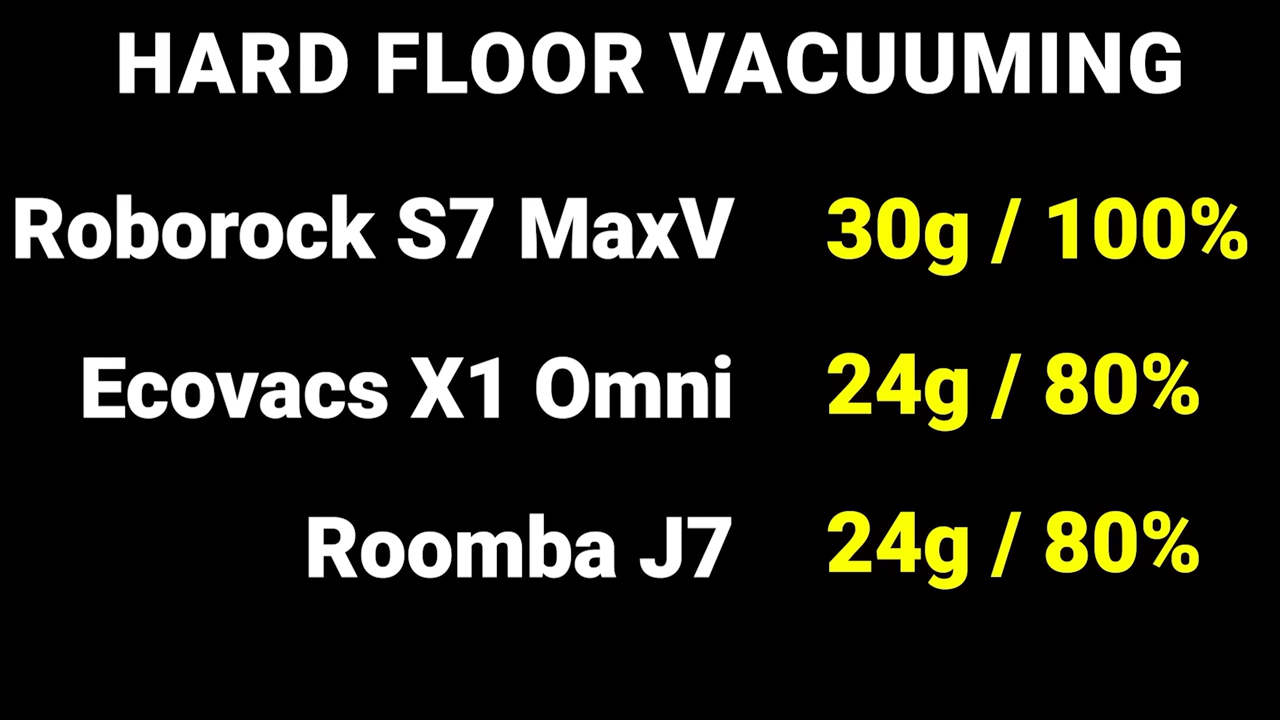 HARD FLOOR VACUUMING
Roborock S7 MaxV 30g / 100%
Ecovacs X1 Omni 24g / 80%
Roomba J7 24g / 80%